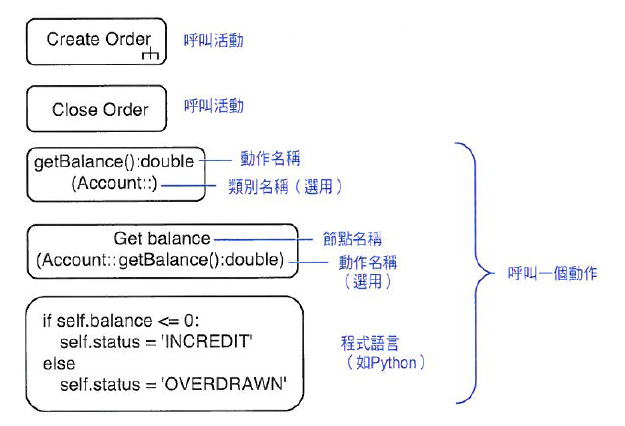 Create Order
呼叫活動
Close Order
呼叫活動
getBalance():double
動作名稱
(Account::)
類別名稱（選用）
Get balance
節點名稱
(Account::getBalance():double)
動作名稱
（選用）
呼叫一個動作
if self.balance <= 0:
self.status = 'INCREDIT'
else
self.status = 'OVERDRAWN'
程式語言
（如Python）